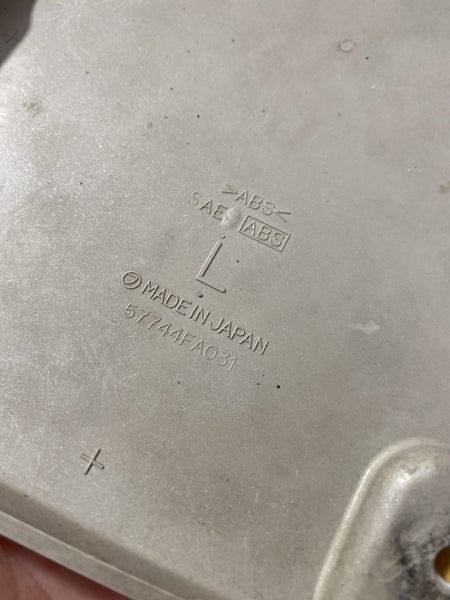 >ABS<
SAE ABS
L
MADE IN JAPAN
57744FA031